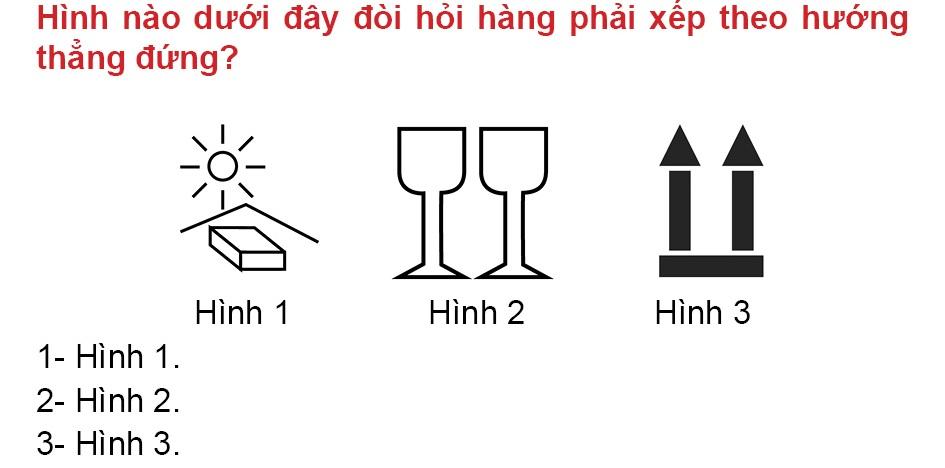 Hình nào dưới đây đòi hỏi hàng phải xếp theo hướng
thẳng đứng?
Hình 1 Hình 2 Hình 3
1- Hình 1.
2- Hình 2.
3- Hình 3.